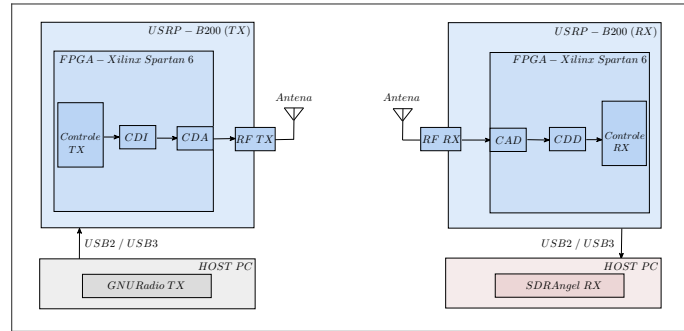 USRP – B200 (TX)
FPGA – Xilinx Spartan 6
Controle
TX
CDI
CDA
RF TX
Antena
USB2 / USB3
HOST PC
GNURadio TX
USRP – B200 (RX)
FPGA – Xilinx Spartan 6
Antena
RF RX
CAD
CDD
Controle
RX
USB2 / USB3
HOST PC
SDRAngel RX